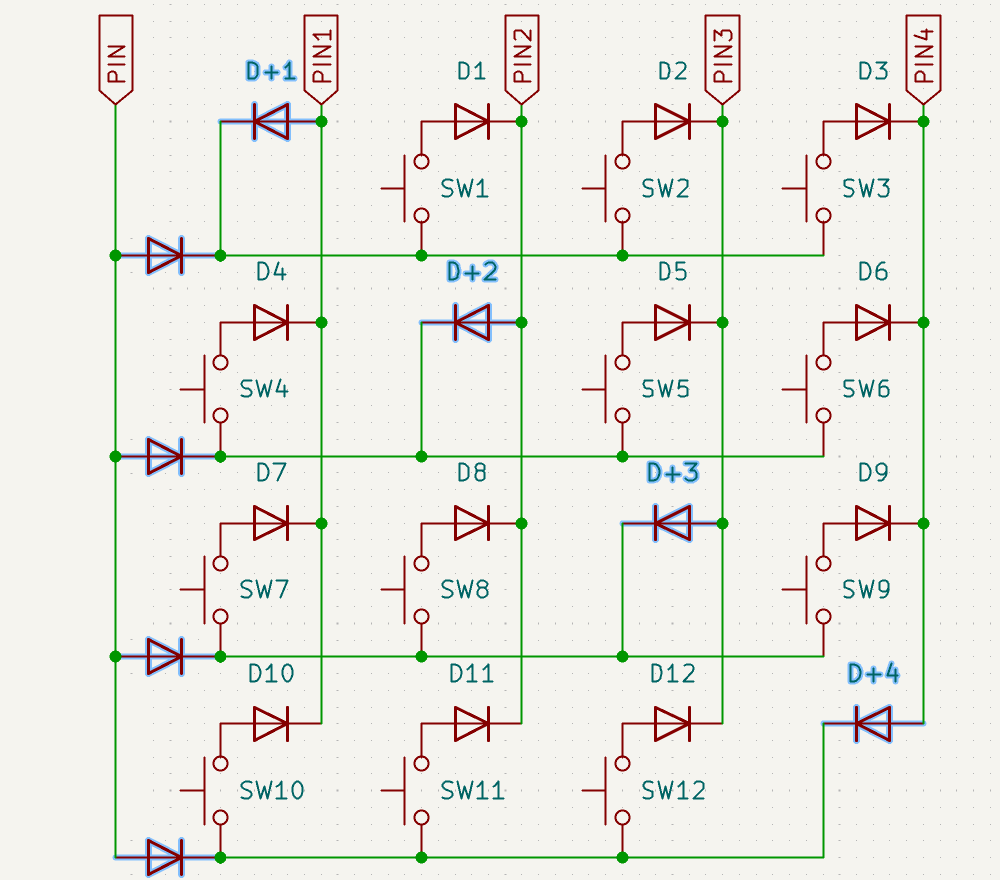 PIN PIN1 PIN2 PIN3 PIN4
D+1 D1 D2 D3
SW1 SW2 SW3
D4 D+2 D5 D6
SW4 SW5 SW6
D7 D8 D+3 D9
SW7 SW8 SW9
D10 D11 D12 D+4
SW10 SW11 SW12